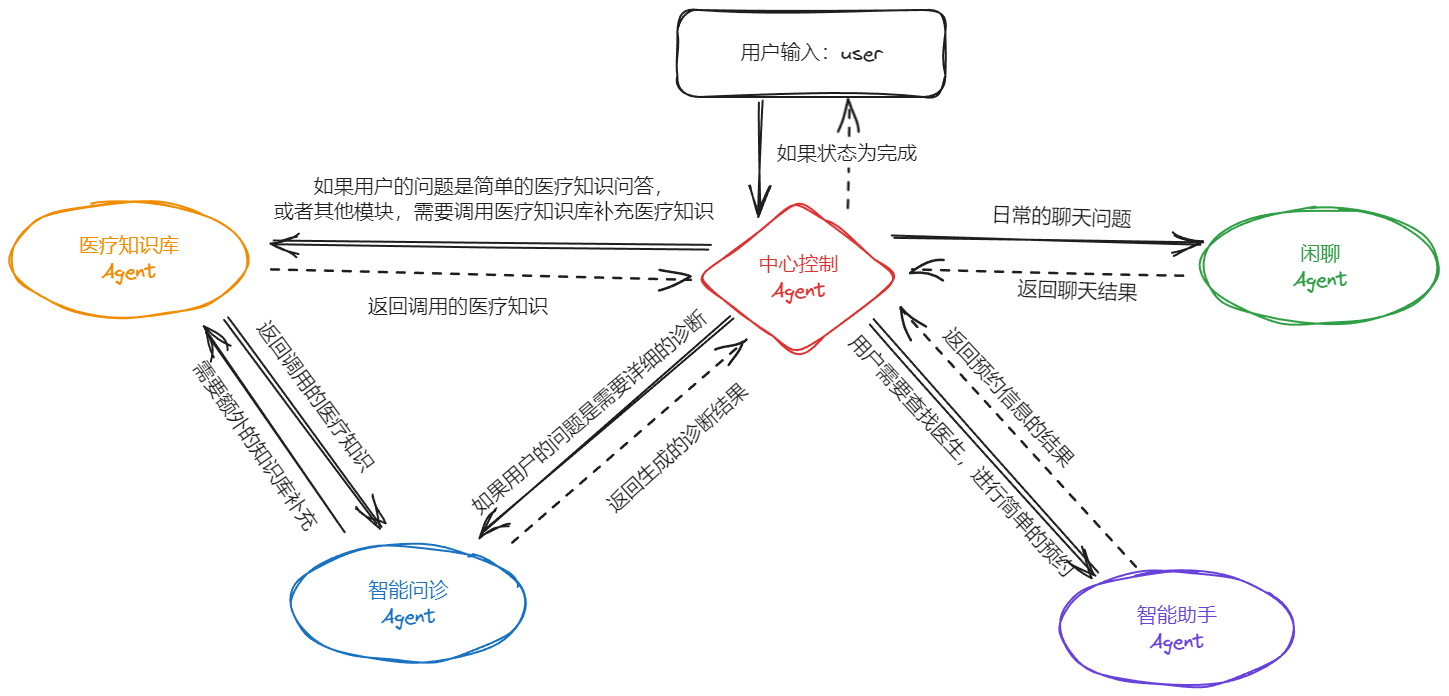 用户输入：user
如果状态为完成
如果用户的问题是简单的医疗知识问答，
或者其他模块，需要调用医疗知识库补充医疗知识
日常的聊天问题
医疗知识库
Agent
中心控制
Agent
闲聊
Agent
返回调用的医疗知识
返回聊天结果
返回调用的医疗知识
需要额外的知识库补充
如果用户的问题是需要详细的诊断
返回生成的诊断结果
用户需要查找医生，进行简单的预约
返回预约信息的结果
智能问诊
Agent
智能助手
Agent